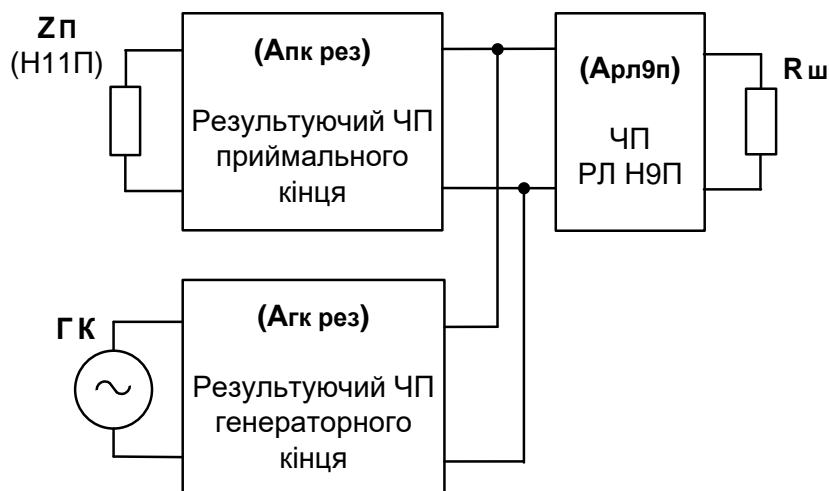 ZП
(Н11П)
(Апк рез)
Результуючий ЧП
приймального
кінця
(Арл9п)
ЧП
РЛ Н9П
R ш
ГК
(Агк рез)
Результуючий ЧП
генераторного
кінця